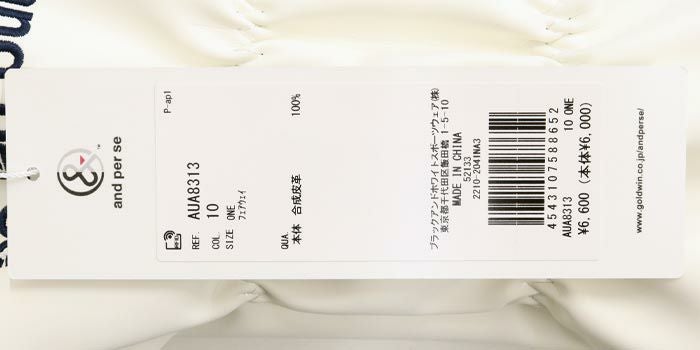 and per se
P-ap1
REF. AUA8313
COL. 10
SIZE ONE
フェアウェイ
QUA.
本体 合成皮革 100%
ブラックアンドホワイトスポーツウェア(株)
東京都千代田区飯田橋 1-5-10
MADE IN CHINA
52133
2210-2041NA3
4543107588652
AUA8313 10 ONE
¥6,600 (本体¥6,000)
www.goldwin.co.jp/andperse/